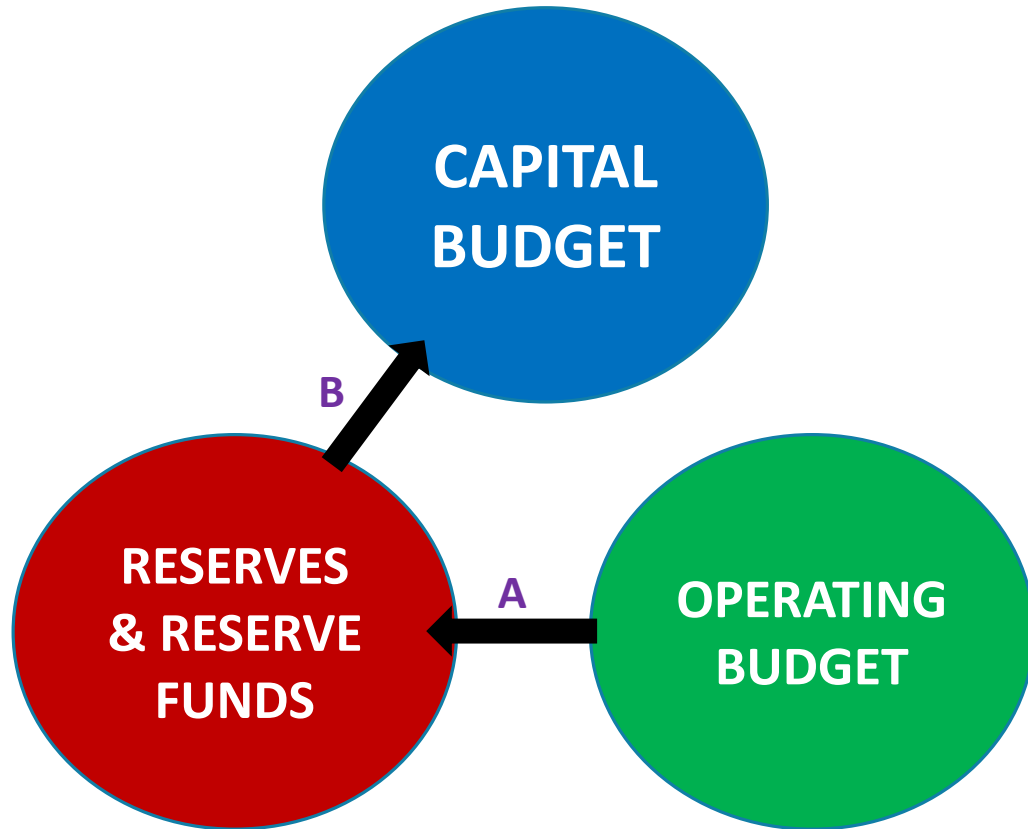 CAPITAL
BUDGET
B
RESERVES
& RESERVE
FUNDS
A
OPERATING
BUDGET